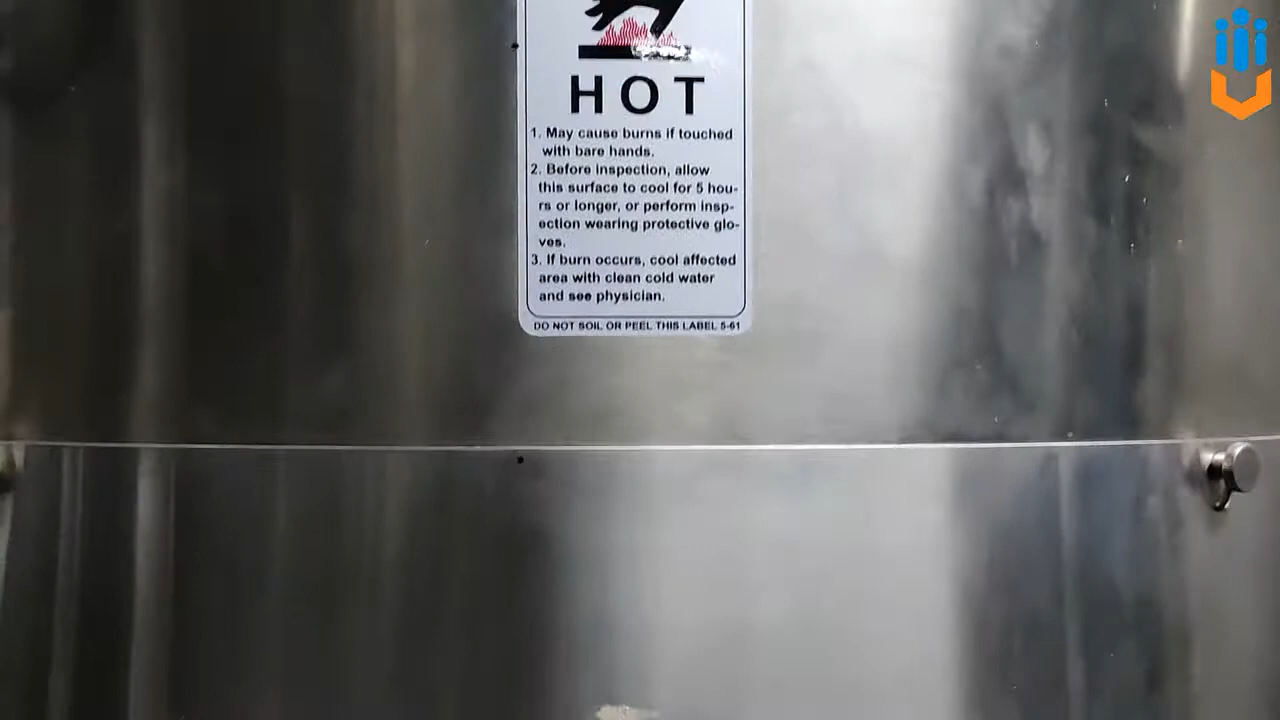 HOT
1. May cause burns if touched
with bare hands.
2. Before inspection, allow
this surface to cool for 5 hou-
rs or longer, or perform insp-
ection wearing protective glo-
ves.
3. If burn occurs, cool affected
area with clean cold water
and see physician.
DO NOT SOIL OR PEEL THIS LABEL 5-61